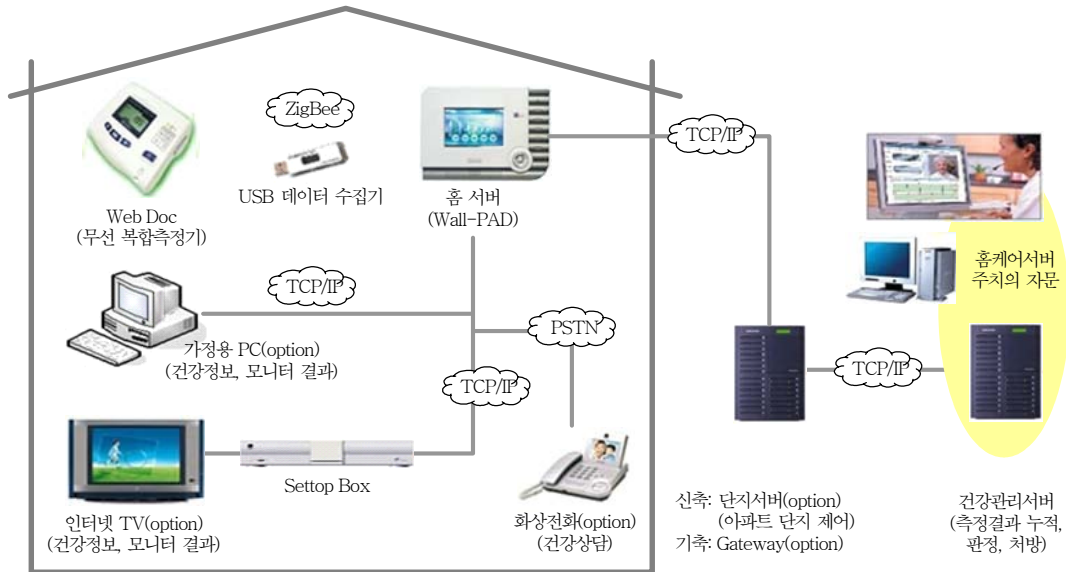 ZigBee
TCP/IP
USB 데이터 수집기
홈 서버
(Wall-PAD)
Web Doc
(무선 복합측정기)
홈케어서버
주치의 자문
TCP/IP
PSTN
가정용 PC(option)
(건강정보, 모니터 결과)
TCP/IP
TCP/IP
Settop Box
인터넷 TV(option)
(건강정보, 모니터 결과)
화상전화(option)
(건강상담)
신축: 단지서버(option)
(아파트 단지 제어)
기축: Gateway(option)
건강관리서버
(측정결과 누적,
판정, 처방)